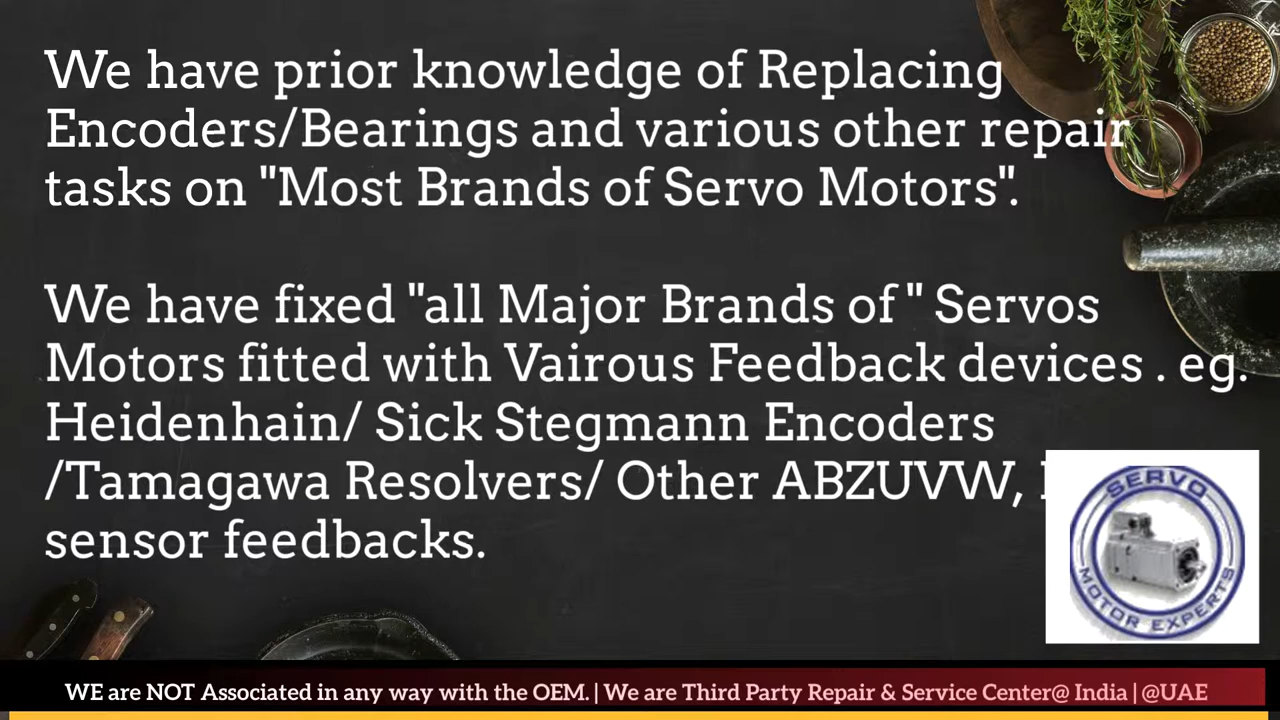 We have prior knowledge of Replacing
Encoders/Bearings and various other repair
tasks on "Most Brands of Servo Motors".
We have fixed "all Major Brands of " Servos
Motors fitted with Vairous Feedback devices . eg.
Heidenhain/ Sick Stegmann Encoders
/Tamagawa Resolvers/ Other ABZUVW,
sensor feedbacks.
SERVO
MOTOR EXPERTS
WE are NOT Associated in any way with the OEM. | We are Third Party Repair & Service Center@ India | @UAE